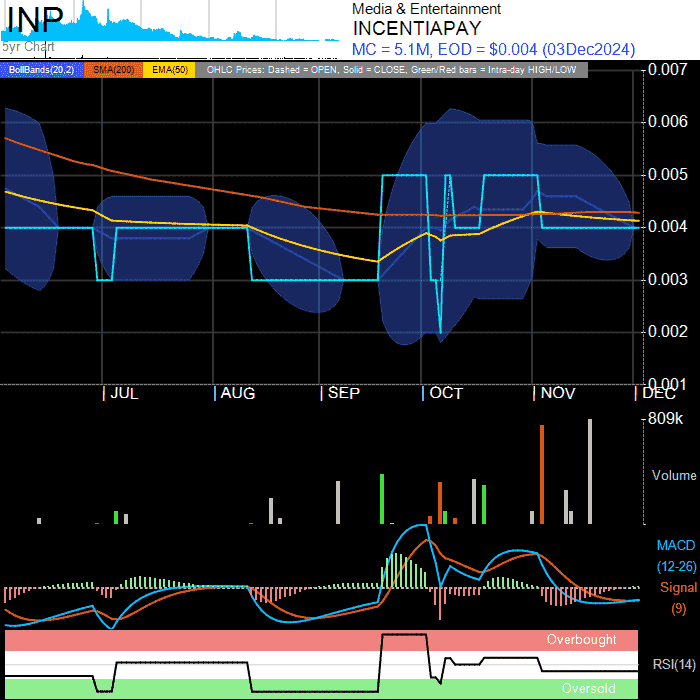 INP
5yr Chart
Media & Entertainment
INCENTIAPAY
MC = 5.1M, EOD = $0.004 (03Dec2024)
BollBands(20,2) SMA(200) EMA(50) OHLC Prices: Dashed = OPEN, Solid = CLOSE, Green/Red bars = Intra-day HIGH/LOW
0.007
0.006
0.005
0.004
0.003
0.002
0.001
JUL AUG SEP OCT NOV DEC
809k
Volume
MACD
(12-26)
Signal
(9)
Overbought
RSI(14)
Oversold